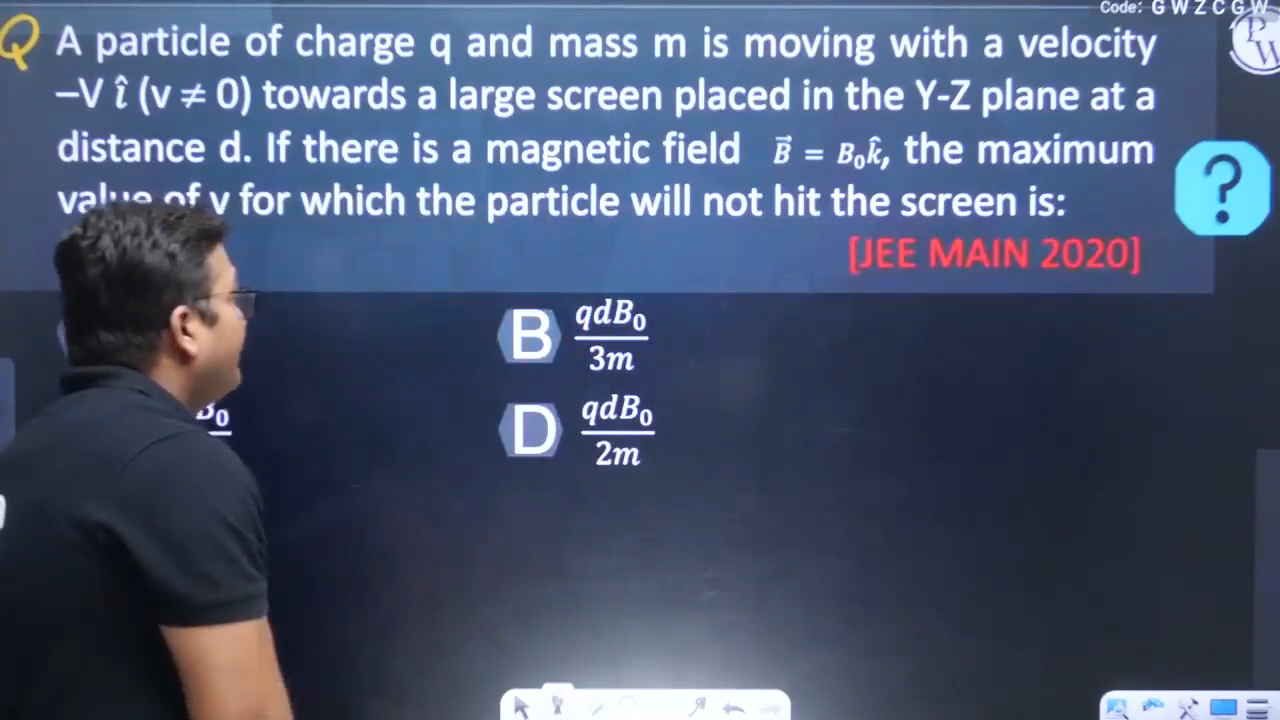 Code: G W Z C G W
Q A particle of charge q and mass m is moving with a velocity
–V î (v ≠ 0) towards a large screen placed in the Y-Z plane at a
distance d. If there is a magnetic field B⃗ = B₀k̂, the maximum
value of v for which the particle will not hit the screen is:
[JEE MAIN 2020]
?
B qdB₀/3m
B₀
D qdB₀/2m
P
W